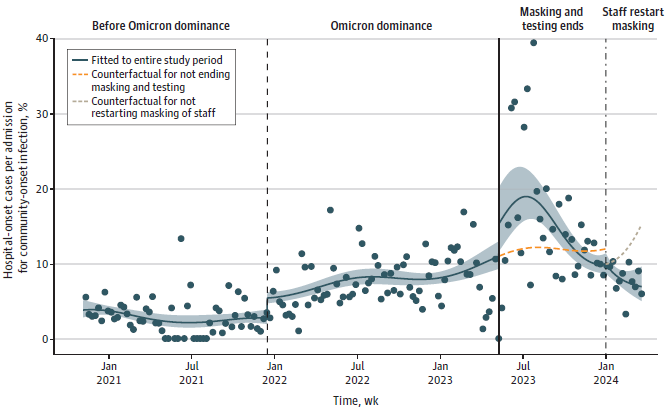 Before Omicron dominance
Omicron dominance
Masking and
testing ends
Staff restart
masking
Fitted to entire study period
Counterfactual for not ending
masking and testing
Counterfactual for not
restarting masking of staff
Hospital-onset cases per admission
for community-onset infection, %
40
30
20
10
0
Jan
2021
Jul
2021
Jan
2022
Jul
2022
Jan
2023
Jul
2023
Jan
2024
Time, wk